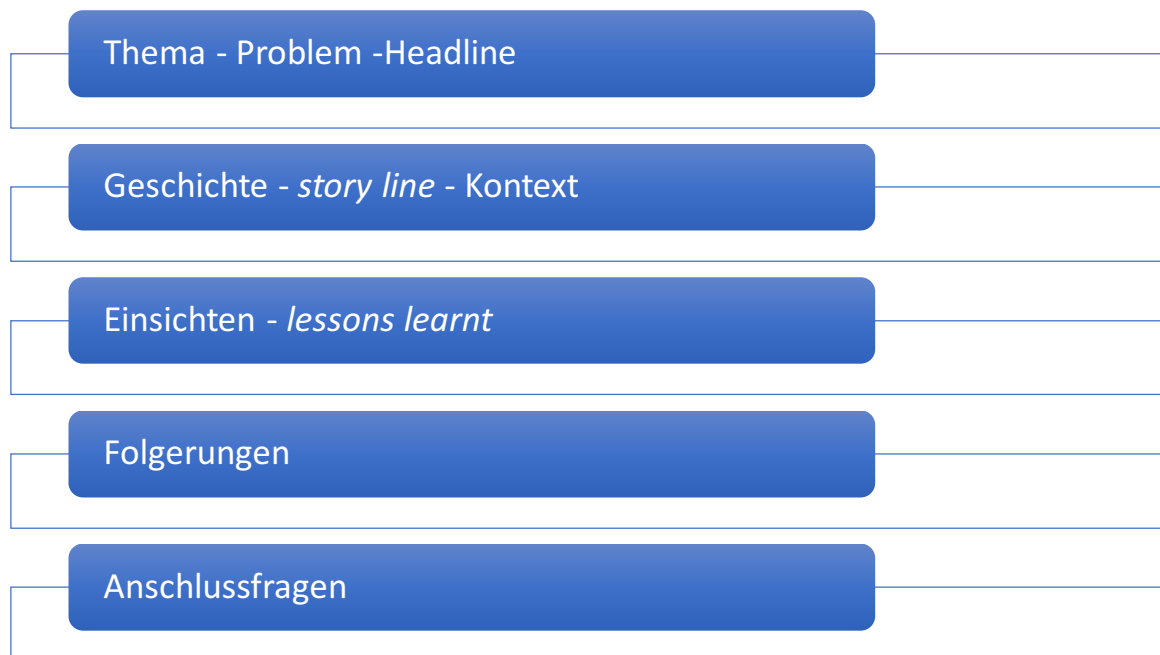 Thema - Problem -Headline
Geschichte - story line - Kontext
Einsichten - lessons learnt
Folgerungen
Anschlussfragen